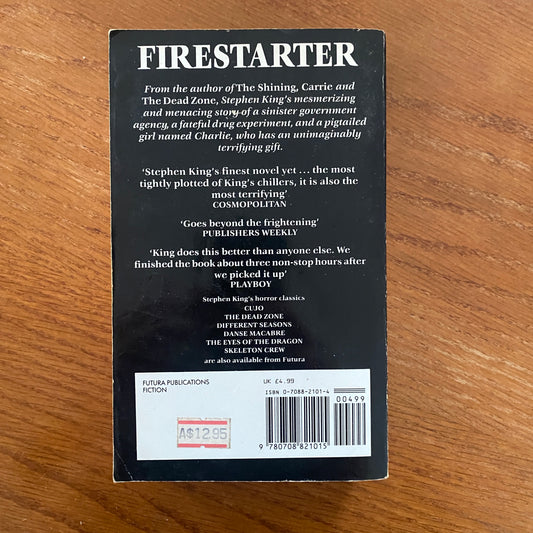 FIRESTARTER
From the author of The Shining, Carrie and
The Dead Zone, Stephen King's mesmerizing
and menacing story of a sinister government
agency, a fateful drug experiment, and a pigtailed
girl named Charlie, who has an unimaginably
terrifying gift.
'Stephen King's finest novel yet ... the most
tightly plotted of King's chillers, it is also the
most terrifying'
COSMOPOLITAN
'Goes beyond the frightening'
PUBLISHERS WEEKLY
'King does this better than anyone else. We
finished the book about three non-stop hours after
we picked it up'
PLAYBOY
Stephen King's horror classics
CUJO
THE DEAD ZONE
DIFFERENT SEASONS
DANSE MACABRE
THE EYES OF THE DRAGON
SKELETON CREW
are also available from Futura
FUTURA PUBLICATIONS
FICTION
UK £4.99
ISBN 0-7088-2101-4
00499
A$12.95
9 780708 821015